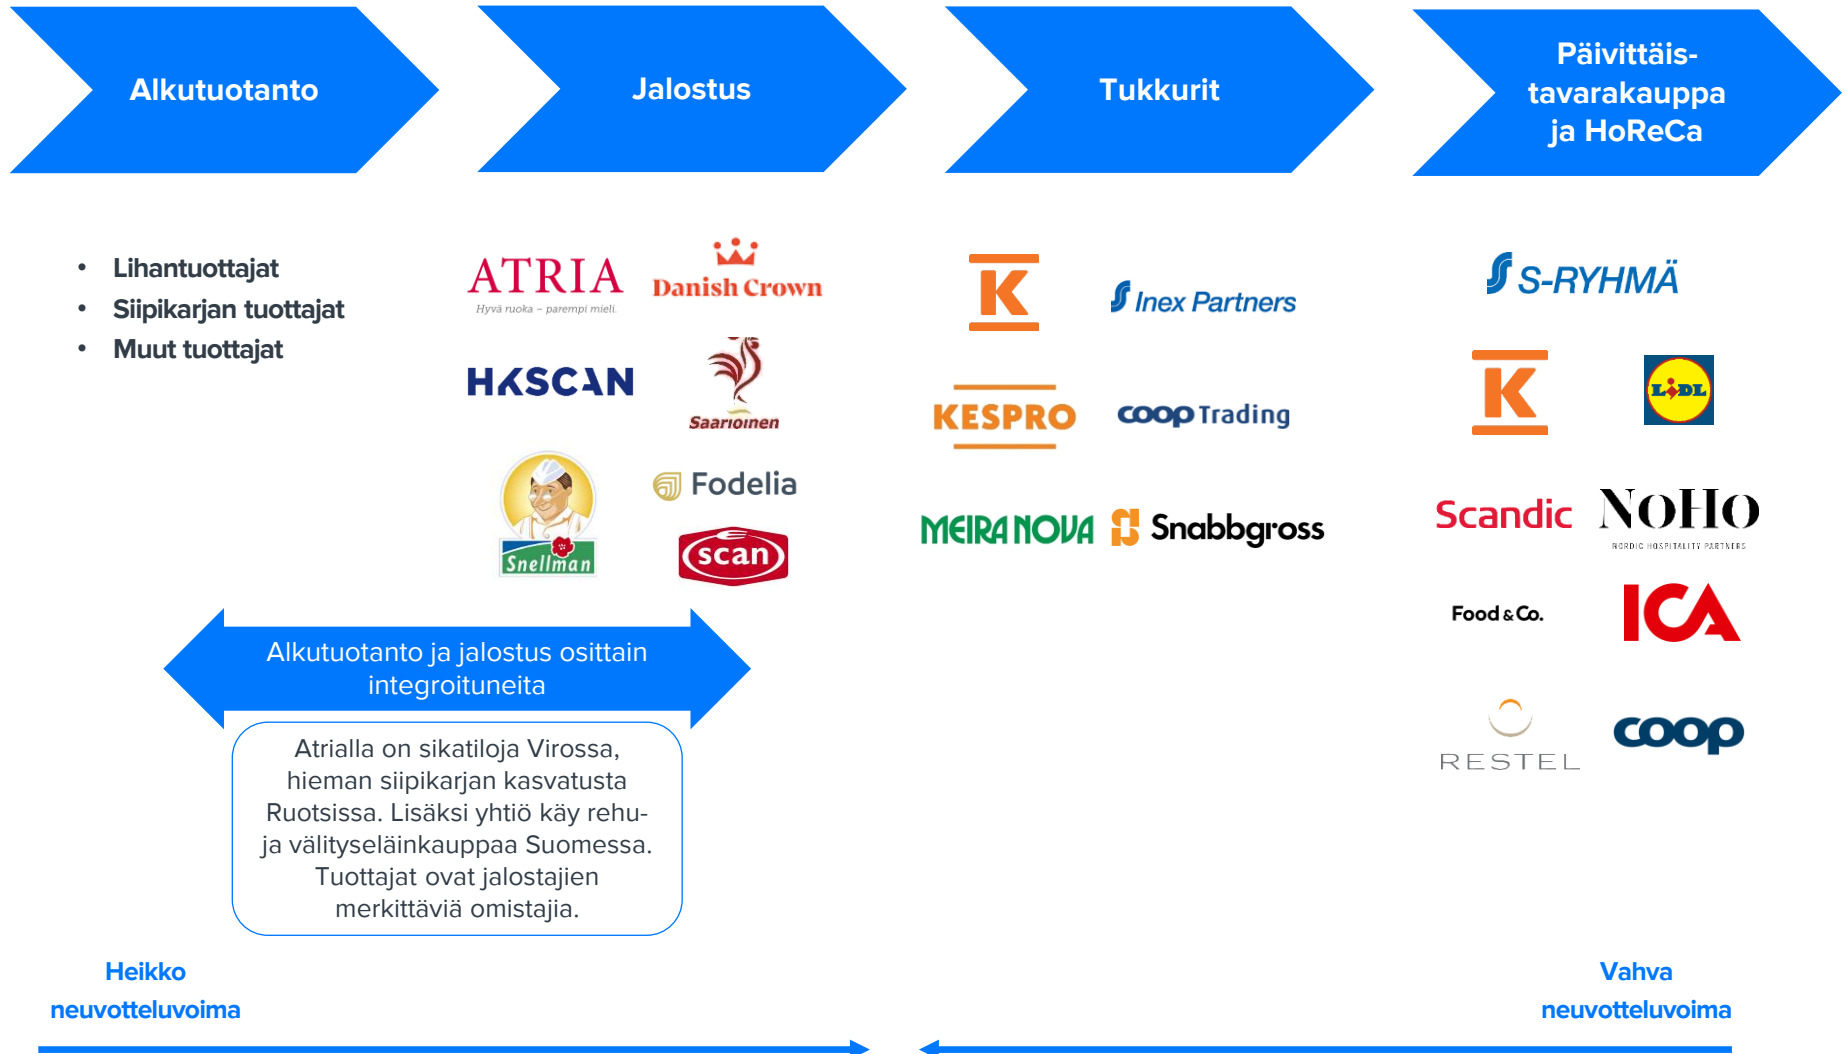 Alkutuotanto
Jalostus
Tukkurit
Päivittäis-
tavarakauppa
ja HoReCa
• Lihantuottajat
• Siipikarjan tuottajat
• Muut tuottajat
ATRIA
Hyvä ruoka – parempi mieli.
Danish Crown
HKSCAN
Saarioinen
Snellman
Fodelia
scan
K
Inex Partners
KESPRO
coop Trading
MEIRA NOVA
Snabbgross
S-RYHMÄ
K
LIDL
Scandic
NOHO
NORDIC HOSPITALITY PARTNERS
Food & Co.
ICA
RESTEL
coop
Alkutuotanto ja jalostus osittain
integroituneita
Atrialla on sikatiloja Virossa,
hieman siipikarjan kasvatusta
Ruotsissa. Lisäksi yhtiö käy rehu-
ja välityseläinkauppaa Suomessa.
Tuottajat ovat jalostajien
merkittäviä omistajia.
Heikko
neuvotteluvoima
Vahva
neuvotteluvoima